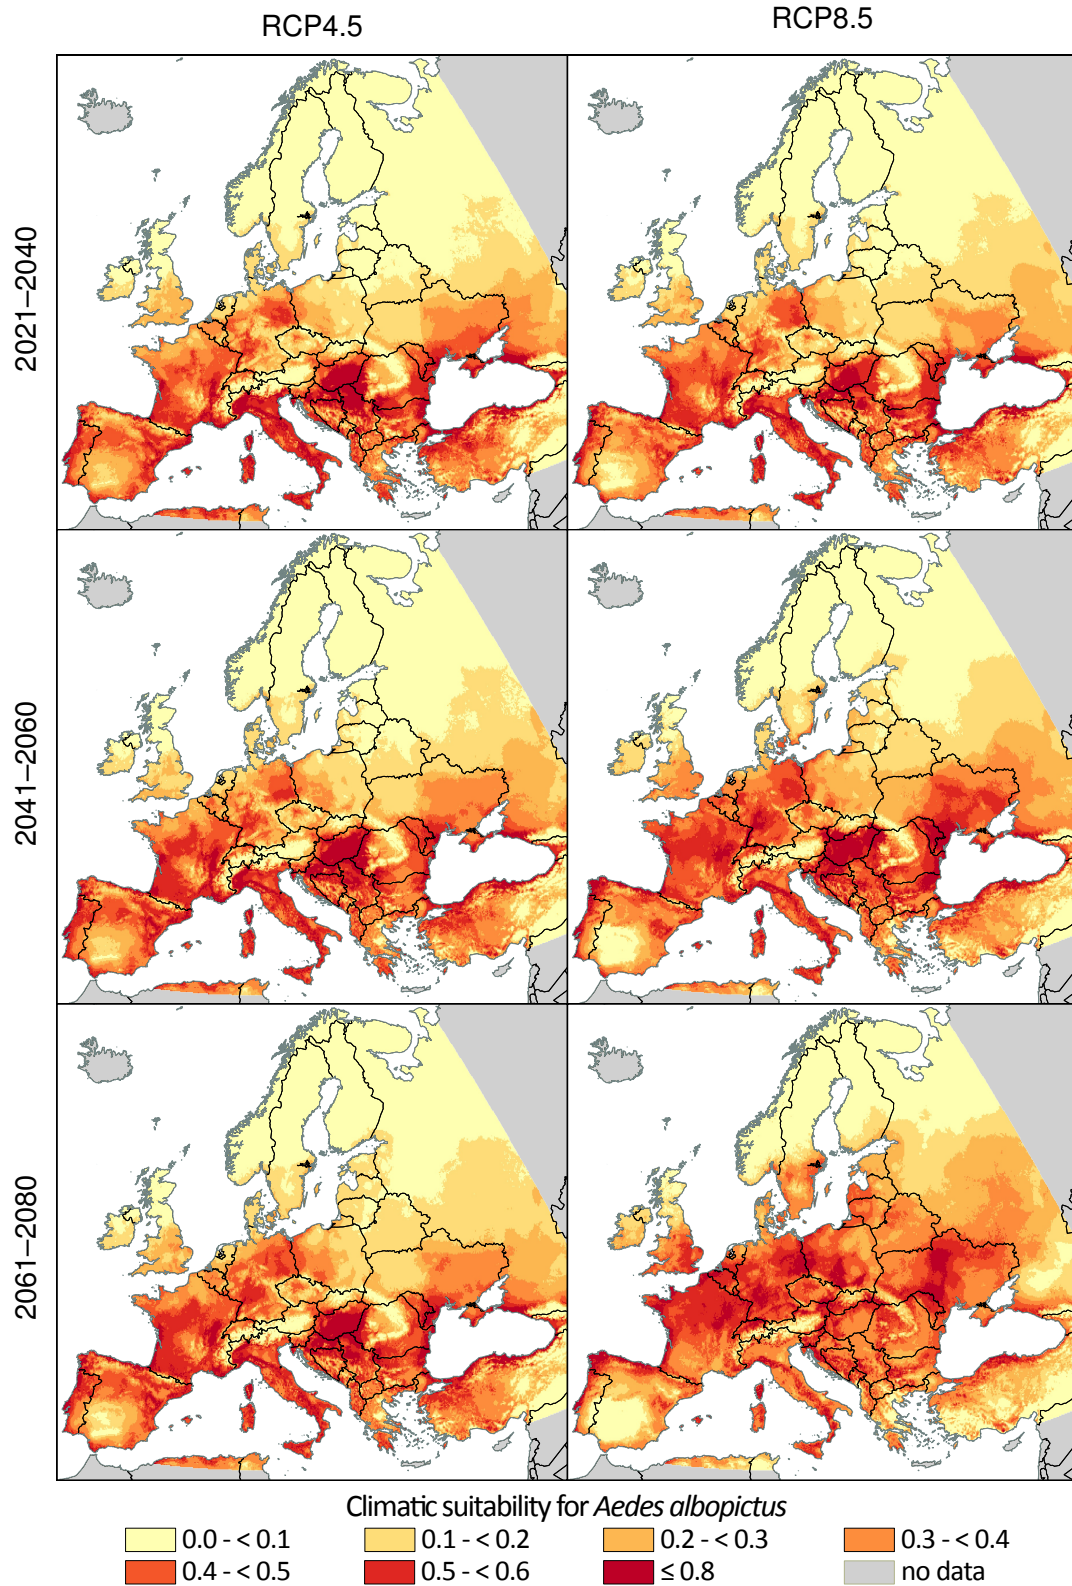 RCP4.5 RCP8.5
2021–2040
2041–2060
2061–2080
Climatic suitability for Aedes albopictus
0.0 - < 0.1 0.1 - < 0.2 0.2 - < 0.3 0.3 - < 0.4
0.4 - < 0.5 0.5 - < 0.6 ≤ 0.8 no data